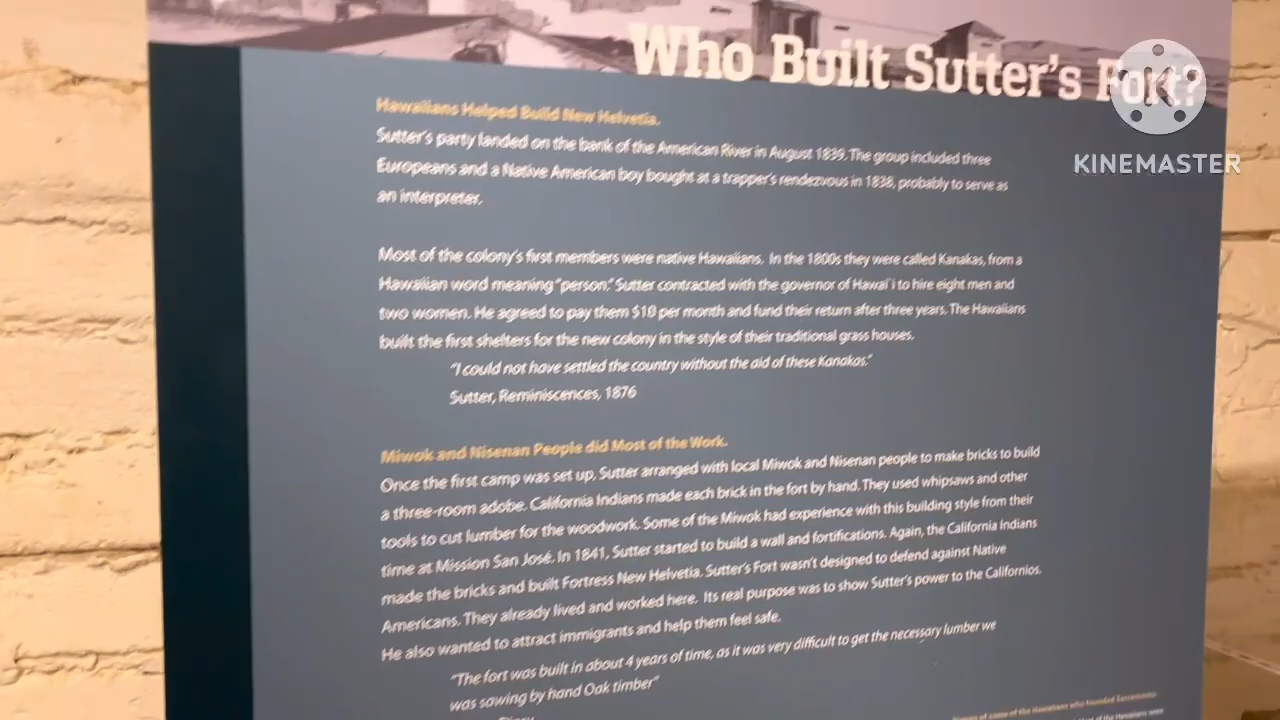 Who Built Sutter's Fort?
KINEMASTER
Hawaiians Helped Build New Helvetia.
Sutter's party landed on the bank of the American River in August 1839. The group included three
Europeans and a Native American boy bought at a trapper's rendezvous in 1838, probably to serve as
an interpreter.
Most of the colony's first members were native Hawaiians. In the 1800s they were called Kanakas, from a
Hawaiian word meaning "person." Sutter contracted with the governor of Hawai'i to hire eight men and
two women. He agreed to pay them $10 per month and fund their return after three years. The Hawaiians
built the first shelters for the new colony in the style of their traditional grass houses.
"I could not have settled the country without the aid of these Kanakas."
Sutter, Reminiscences, 1876
Miwok and Nisenan People did Most of the Work.
Once the first camp was set up, Sutter arranged with local Miwok and Nisenan people to make bricks to build
a three-room adobe. California Indians made each brick in the fort by hand. They used whipsaws and other
tools to cut lumber for the woodwork. Some of the Miwok had experience with this building style from their
time at Mission San José. In 1841, Sutter started to build a wall and fortifications. Again, the California Indians
made the bricks and built Fortress New Helvetia. Sutter's Fort wasn't designed to defend against Native
Americans. They already lived and worked here. Its real purpose was to show Sutter's power to the Californios.
He also wanted to attract immigrants and help them feel safe.
"The fort was built in about 4 years of time, as it was very difficult to get the necessary lumber we
was sawing by hand Oak timber"
some of the Hawaiians who founded Sacramento
of the Hawaiians